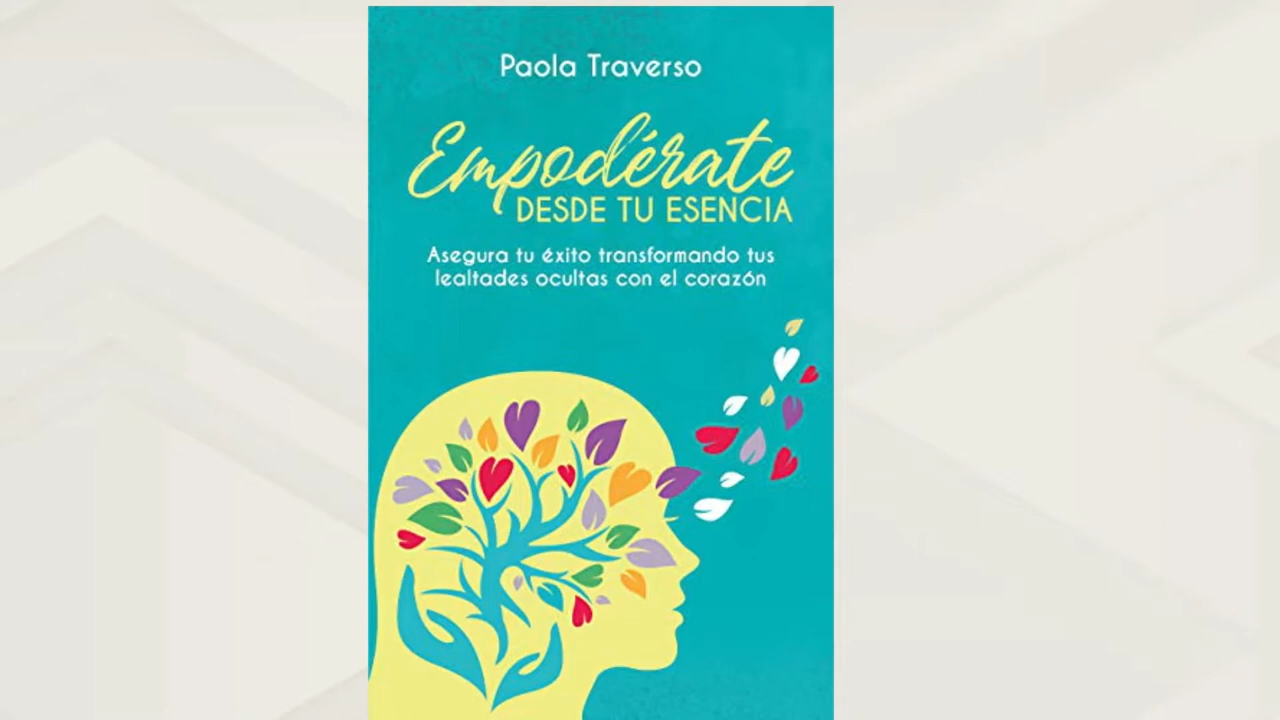 Paola Traverso
Empodérate
DESDE TU ESENCIA
Asegura tu éxito transformando tus
lealtades ocultas con el corazón